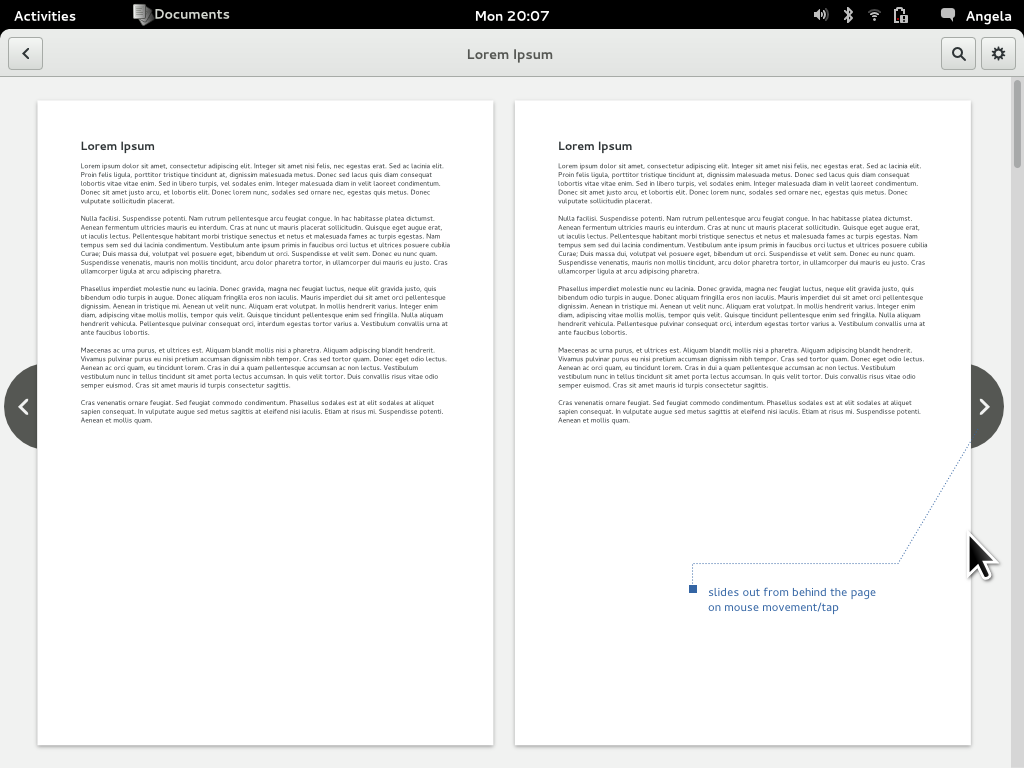 Activities
Documents
Mon 20:07
Angela
Lorem Ipsum
Lorem Ipsum
Lorem ipsum dolor sit amet, consectetur adipiscing elit. Integer sit amet nisi felis, nec egestas erat. Sed ac lacinia elit.
Proin felis ligula, porttitor tristique tincidunt at, dignissim malesuada metus. Donec sed lacus quis diam consequat
lobortis vitae vitae enim. Sed in libero turpis, vel sodales enim. Integer malesuada diam in velit laoreet condimentum.
Donec sit amet justo arcu, et lobortis elit. Donec lorem nunc, sodales sed ornare nec, egestas quis metus. Donec
vulputate sollicitudin placerat.
Nulla facilisi. Suspendisse potenti. Nam rutrum pellentesque arcu feugiat congue. In hac habitasse platea dictumst.
Aenean fermentum ultricies mauris eu interdum. Cras at nunc ut mauris placerat sollicitudin. Quisque eget augue erat,
ut iaculis lectus. Pellentesque habitant morbi tristique senectus et netus et malesuada fames ac turpis egestas. Nam
tempus sem sed dui lacinia condimentum. Vestibulum ante ipsum primis in faucibus orci luctus et ultrices posuere cubilia
Curae; Duis massa dui, volutpat vel posuere eget, bibendum ut orci. Suspendisse et velit sem. Donec eu nunc quam.
Suspendisse venenatis, mauris non mollis tincidunt, arcu dolor pharetra tortor, in ullamcorper dui mauris eu justo. Cras
ullamcorper ligula at arcu adipiscing pharetra.
Phasellus imperdiet molestie nunc eu lacinia. Donec gravida, magna nec feugiat luctus, neque elit gravida justo, quis
bibendum odio turpis in augue. Donec aliquam fringilla eros non iaculis. Mauris imperdiet dui sit amet orci pellentesque
dignissim. Aenean in tristique mi. Aenean ut velit nunc. Aliquam erat volutpat. In mattis, metus ut laoreet viverra, enim
diam, adipiscing mollis sem odio, ut tempor quis velit. Quisque tincidunt pellentesque enim sed fringilla. Nulla aliquam
hendrerit vehicula. Pellentesque pulvinar consequat orci, interdum egestas tortor varius a. Vestibulum convallis urna at
ante faucibus lobortis.
Maecenas ac urna purus, et ultrices est. Aliquam blandit mollis nisi a pharetra. Aliquam adipiscing blandit hendrerit.
Vivamus pulvinar purus eu nisi pretium accumsan dignissim nibh tempor. Cras sed tortor quam. Donec eget odio lectus.
Aenean ac orci quam, eu tincidunt lorem. Cras in dui a quam pellentesque accumsan ac non lectus. Vestibulum
vestibulum nunc in tellus tincidunt sit amet porta lectus accumsan. In quis velit tortor. Duis convallis risus vitae odio
semper euismod. Cras sit amet mauris id turpis consectetur sagittis.
Cras venenatis ornare feugiat. Sed feugiat commodo condimentum. Phasellus sodales est at elit sodales at aliquet
sapien consequat. In vulputate augue sed metus sagittis at eleifend nisi iaculis. Etiam at risus mi. Suspendisse potenti.
Aenean et mollis quam.
Lorem Ipsum
Lorem ipsum dolor sit amet, consectetur adipiscing elit. Integer sit amet nisi felis, nec egestas erat. Sed ac lacinia elit.
Proin felis ligula, porttitor tristique tincidunt at, dignissim malesuada metus. Donec sed lacus quis diam consequat
lobortis vitae vitae enim. Sed in libero turpis, vel sodales enim. Integer malesuada diam in velit laoreet condimentum.
Donec sit amet justo arcu, et lobortis elit. Donec lorem nunc, sodales sed ornare nec, egestas quis metus. Donec
vulputate sollicitudin placerat.
Nulla facilisi. Suspendisse potenti. Nam rutrum pellentesque arcu feugiat congue. In hac habitasse platea dictumst.
Aenean fermentum ultricies mauris eu interdum. Cras at nunc ut mauris placerat sollicitudin. Quisque eget augue erat,
ut iaculis lectus. Pellentesque habitant morbi tristique senectus et netus et malesuada fames ac turpis egestas. Nam
tempus sem sed dui lacinia condimentum. Vestibulum ante ipsum primis in faucibus orci luctus et ultrices posuere cubilia
Curae; Duis massa dui, volutpat vel posuere eget, bibendum ut orci. Suspendisse et velit sem. Donec eu nunc quam.
Suspendisse venenatis, mauris non mollis tincidunt, arcu dolor pharetra tortor, in ullamcorper dui mauris eu justo. Cras
ullamcorper ligula at arcu adipiscing pharetra.
Phasellus imperdiet molestie nunc eu lacinia. Donec gravida, magna nec feugiat luctus, neque elit gravida justo, quis
bibendum odio turpis in augue. Donec aliquam fringilla eros non iaculis. Mauris imperdiet dui sit amet orci pellentesque
dignissim. Aenean in tristique mi. Aenean ut velit nunc. Aliquam erat volutpat. In mattis, metus ut laoreet viverra, enim
diam, adipiscing mollis sem odio, ut tempor quis velit. Quisque tincidunt pellentesque enim sed fringilla. Nulla aliquam
hendrerit vehicula. Pellentesque pulvinar consequat orci, interdum egestas tortor varius a. Vestibulum convallis urna at
ante faucibus lobortis.
Maecenas ac urna purus, et ultrices est. Aliquam blandit mollis nisi a pharetra. Aliquam adipiscing blandit hendrerit.
Vivamus pulvinar purus eu nisi pretium accumsan dignissim nibh tempor. Cras sed tortor quam. Donec eget odio lectus.
Aenean ac orci quam, eu tincidunt lorem. Cras in dui a quam pellentesque accumsan ac non lectus. Vestibulum
vestibulum nunc in tellus tincidunt sit amet porta lectus accumsan. In quis velit tortor. Duis convallis risus vitae odio
semper euismod. Cras sit amet mauris id turpis consectetur sagittis.
Cras venenatis ornare feugiat. Sed feugiat commodo condimentum. Phasellus sodales est at elit sodales at aliquet
sapien consequat. In vulputate augue sed metus sagittis at eleifend nisi iaculis. Etiam at risus mi. Suspendisse potenti.
Aenean et mollis quam.
slides out from behind the page
on mouse movement/tap